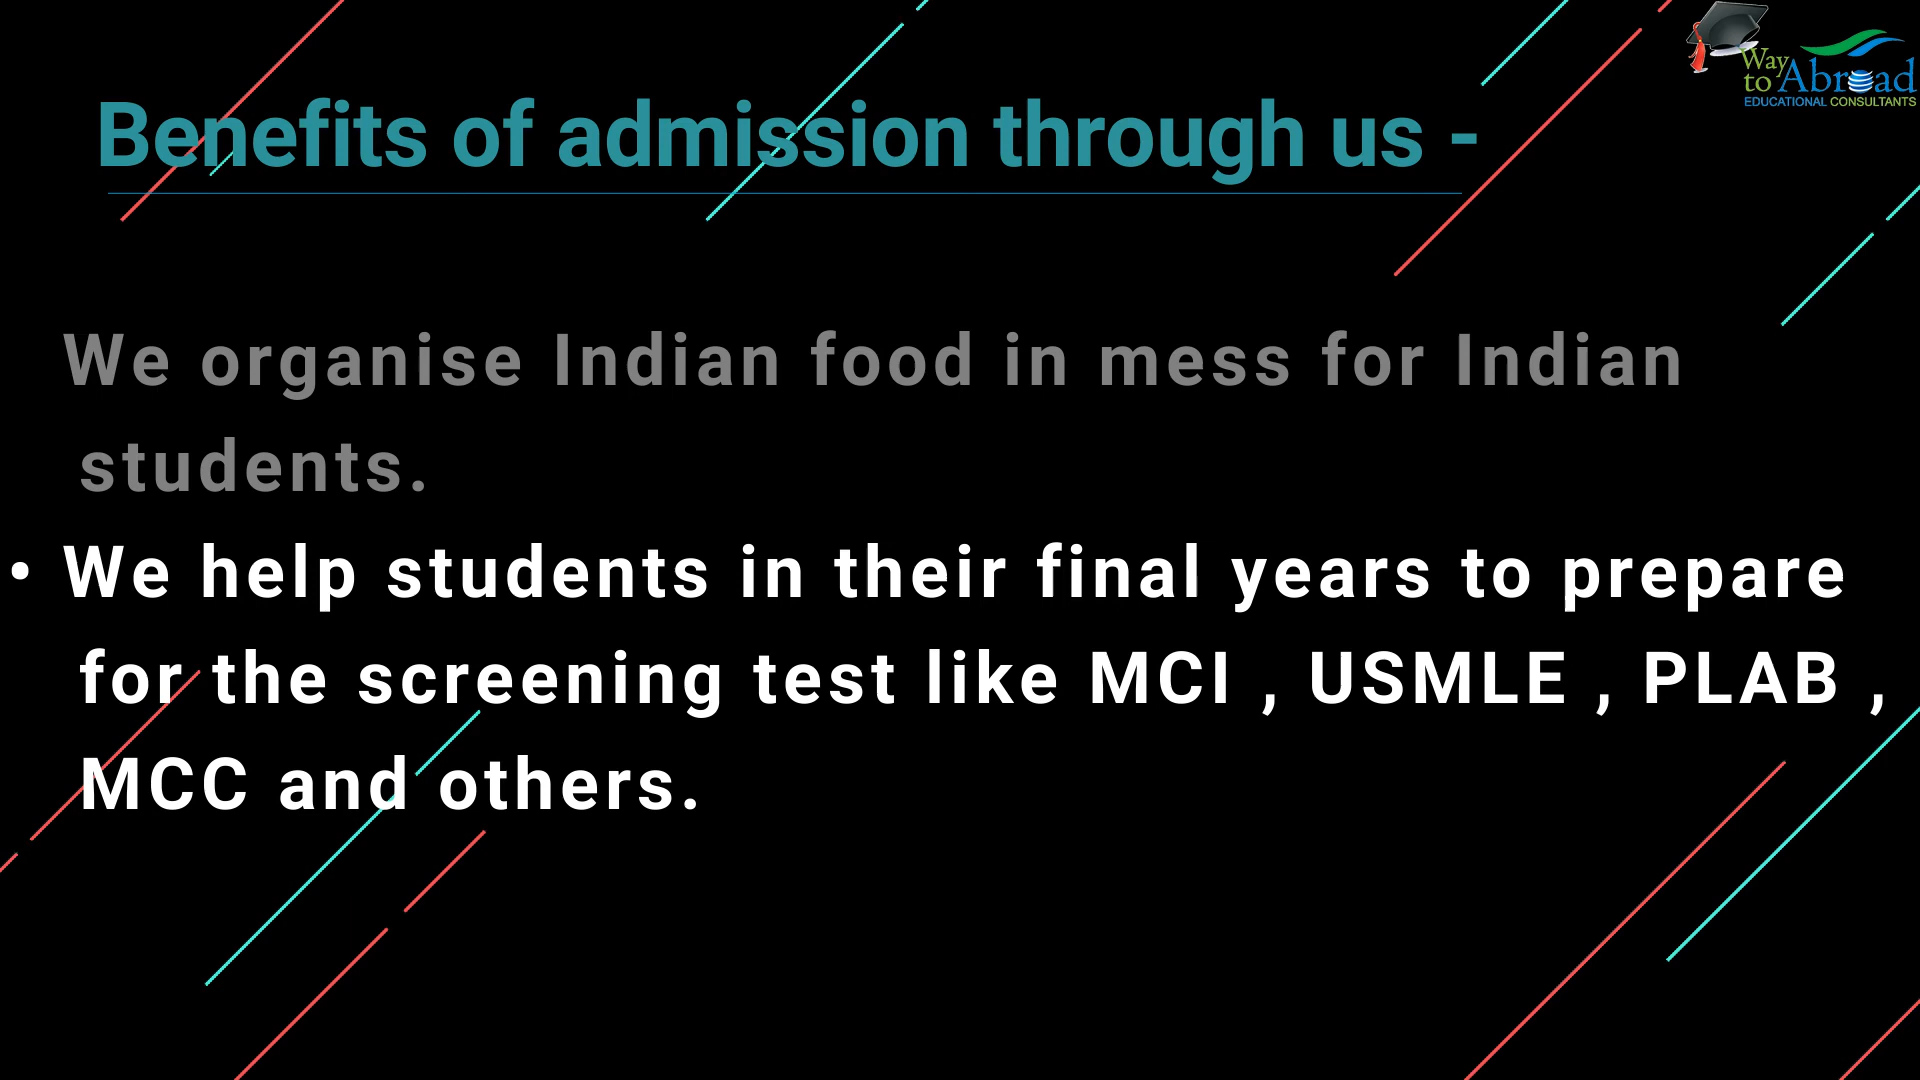 Way
to Abroad
EDUCATIONAL CONSULTANTS
Benefits of admission through us -
We organise Indian food in mess for Indian
students.
• We help students in their final years to prepare
for the screening test like MCI , USMLE , PLAB ,
MCC and others.